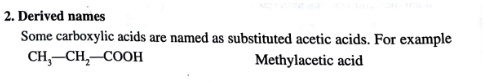 2. Derived names
Some carboxylic acids are named as substituted acetic acids. For example
CH₃—CH₂—COOH Methylacetic acid